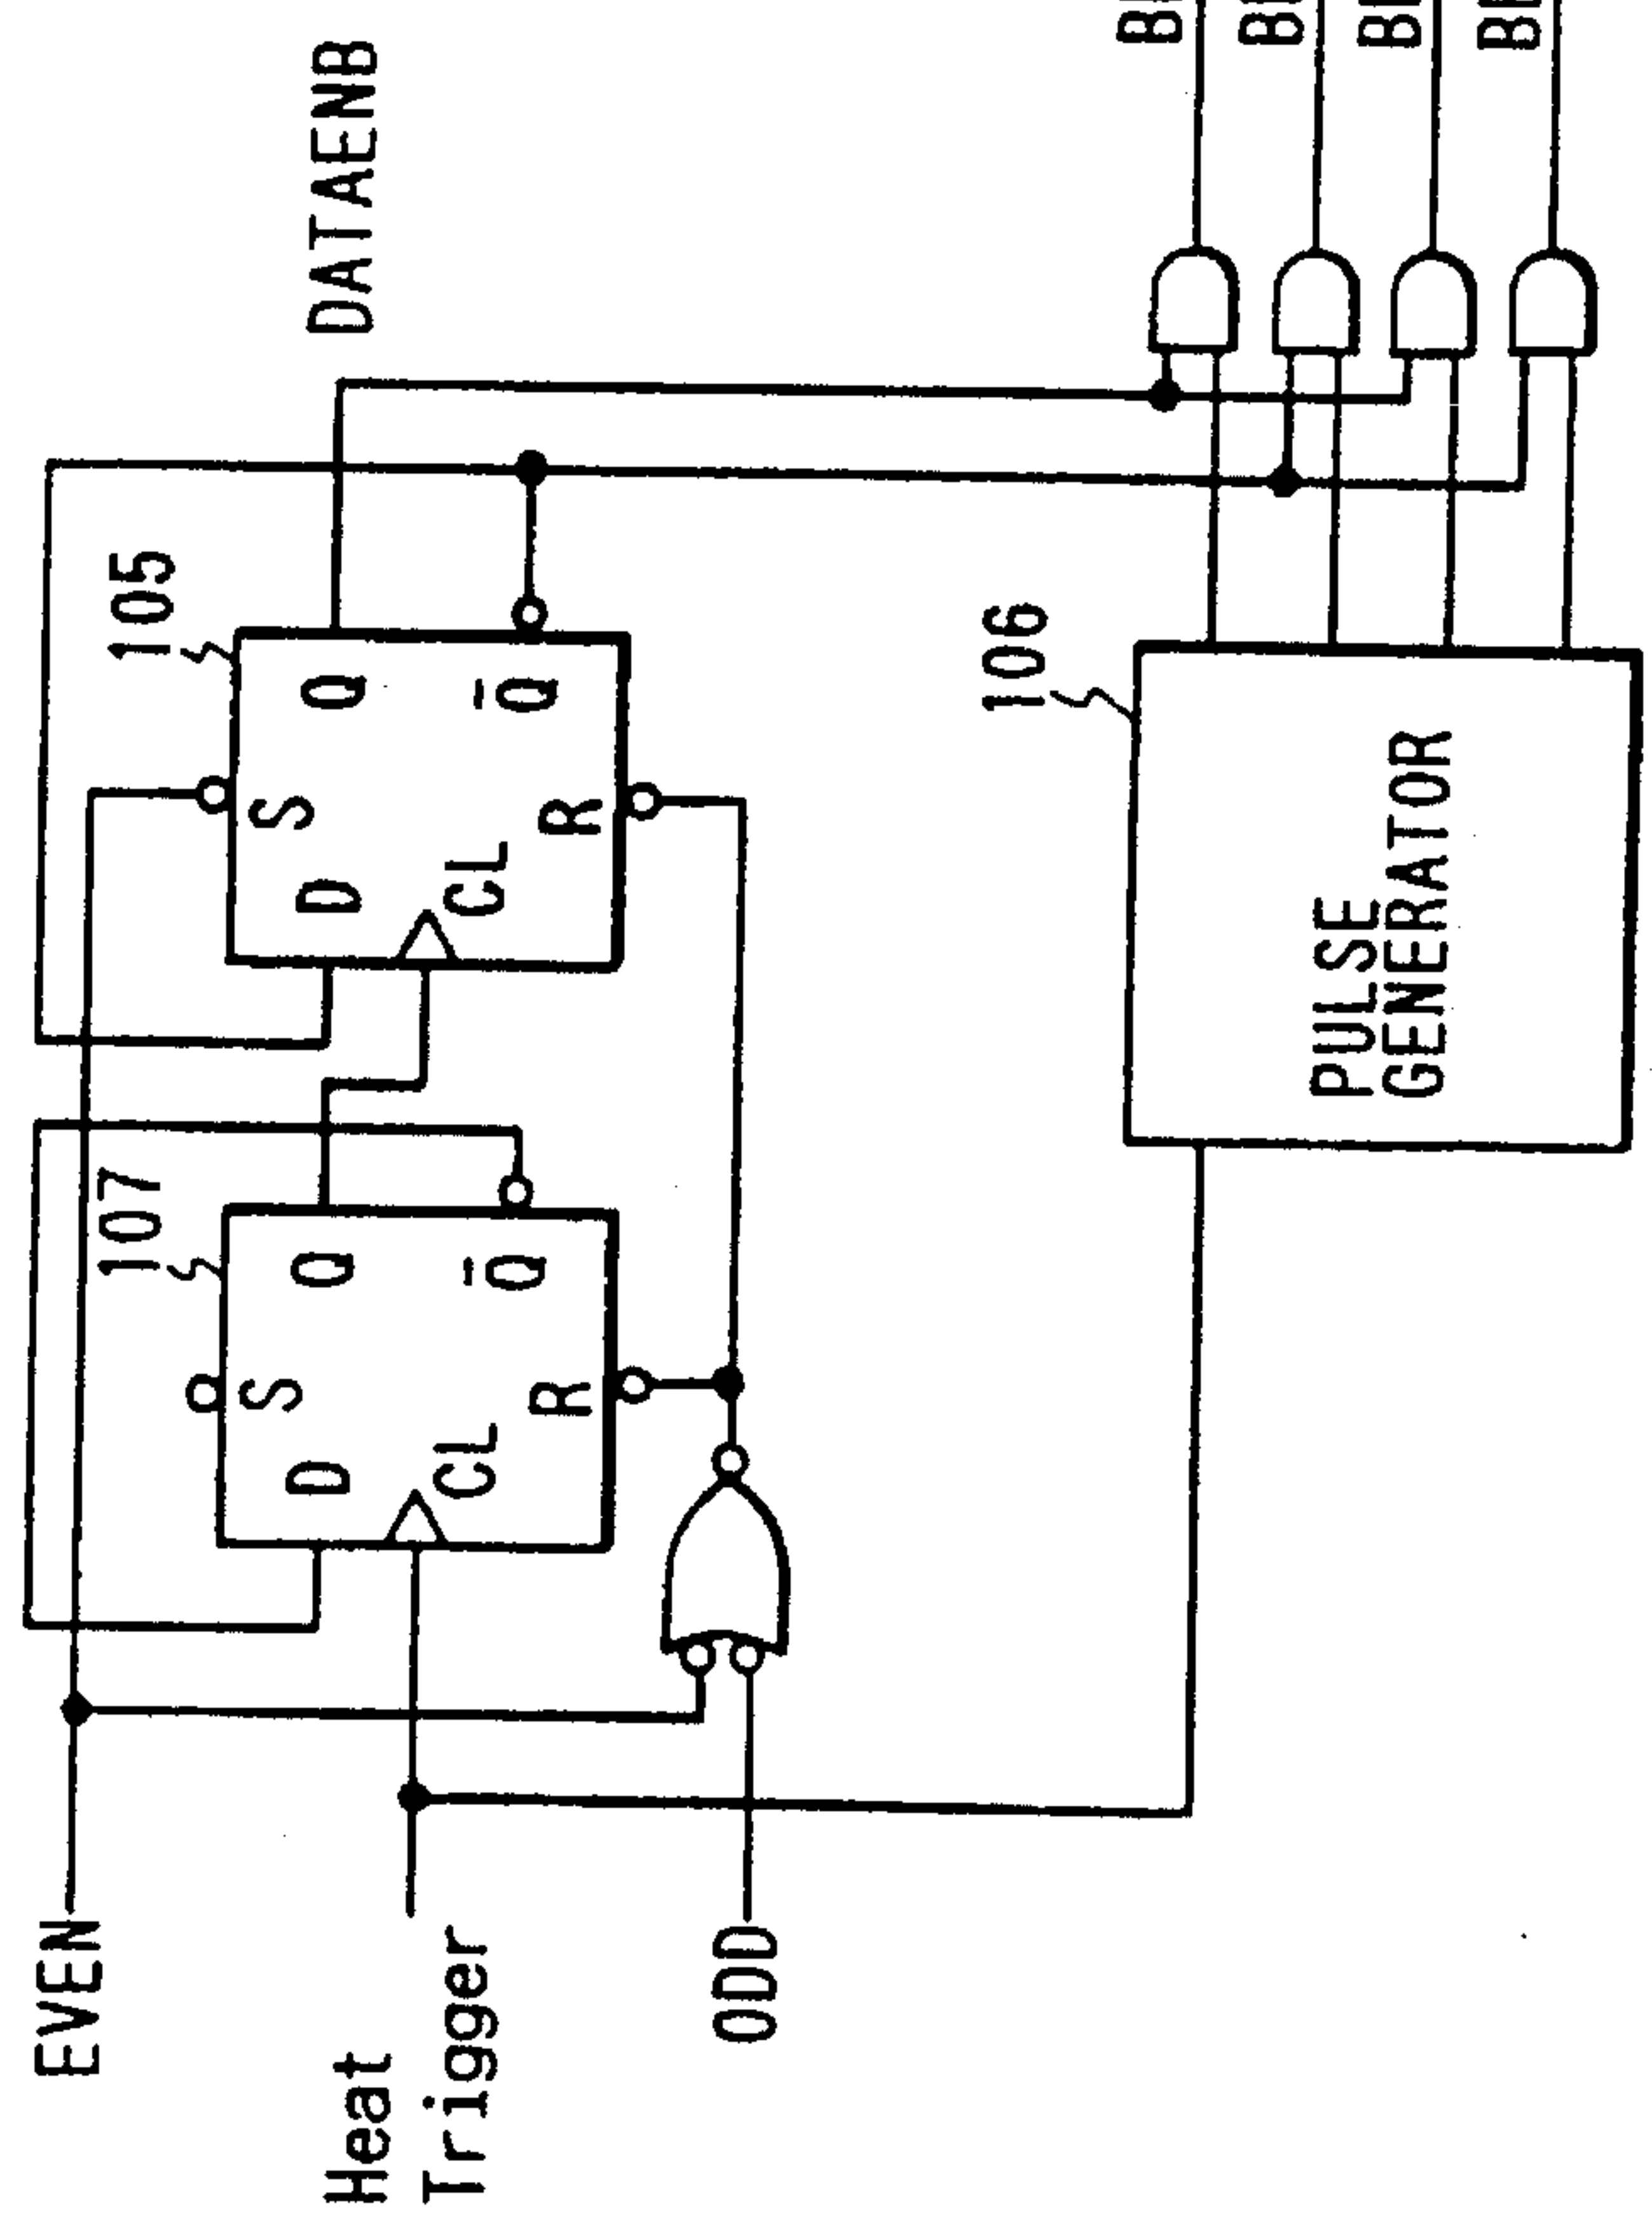 EVEN
Heat
Trigger
ODD
107
S
D
Q
CL
R
Q̄
105
S
D
Q
CL
R
Q̄
DATAENB
106
PULSE
GENERATOR